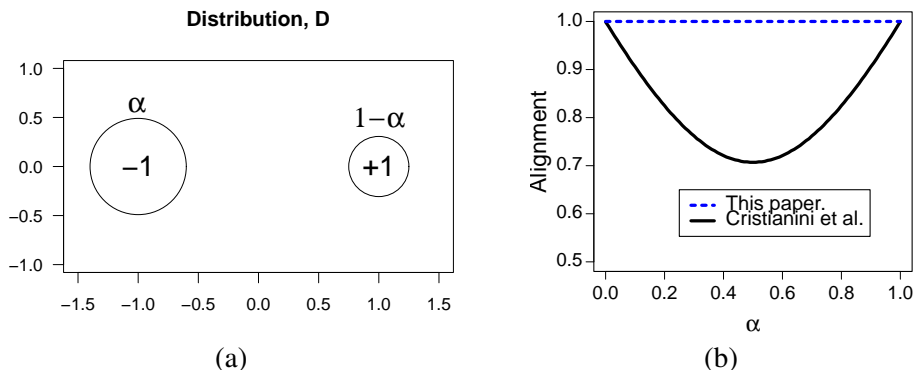 Distribution, D
1.0
0.5
0.0
−0.5
−1.0
α
−1
1−α
+1
−1.5 −1.0 −0.5 0.0 0.5 1.0 1.5
(a)
Alignment
1.0
0.9
0.8
0.7
0.6
0.5
This paper.
Cristianini et al.
0.0 0.2 0.4 0.6 0.8 1.0
α
(b)